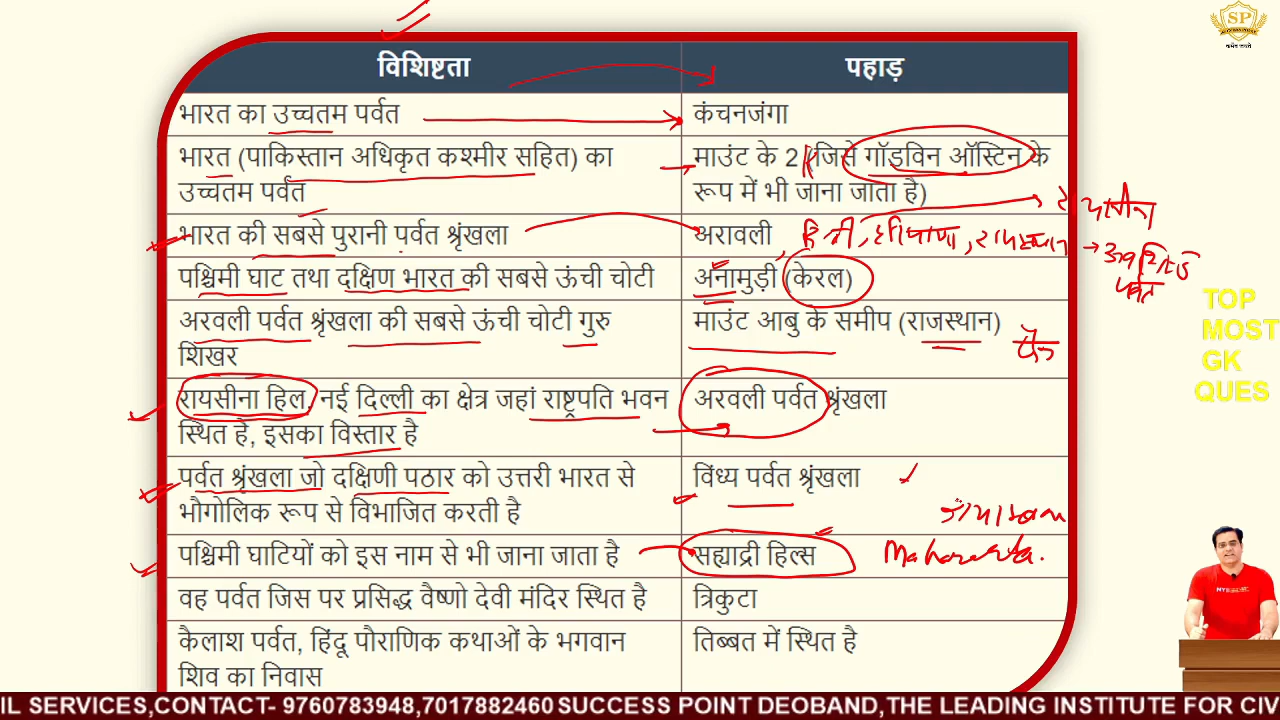 SP
विशिष्टता पहाड़
भारत का उच्चतम पर्वत कंचनजंगा
भारत (पाकिस्तान अधिकृत कश्मीर सहित) का माउंट के 2 (जिसे गॉडविन ऑस्टिन के
उच्चतम पर्वत रूप में भी जाना जाता है)
भारत की सबसे पुरानी पर्वत श्रृंखला अरावली
पश्चिमी घाट तथा दक्षिण भारत की सबसे ऊंची चोटी अनामुड़ी (केरल)
अरवली पर्वत श्रृंखला की सबसे ऊंची चोटी गुरु माउंट आबु के समीप (राजस्थान)
शिखर
रायसीना हिल, नई दिल्ली का क्षेत्र जहां राष्ट्रपति भवन अरवली पर्वत श्रृंखला
स्थित है, इसका विस्तार है
पर्वत श्रृंखला जो दक्षिणी पठार को उत्तरी भारत से विंध्य पर्वत श्रृंखला
भौगोलिक रूप से विभाजित करती है
पश्चिमी घाटियों को इस नाम से भी जाना जाता है सह्याद्री हिल्स
Maharashtra.
वह पर्वत जिस पर प्रसिद्ध वैष्णो देवी मंदिर स्थित है त्रिकुटा
कैलाश पर्वत, हिंदू पौराणिक कथाओं के भगवान तिब्बत में स्थित है
शिव का निवास
TOP
MOST
GK
QUES
IL SERVICES,CONTACT- 9760783948,7017882460 SUCCESS POINT DEOBAND,THE LEADING INSTITUTE FOR CIV